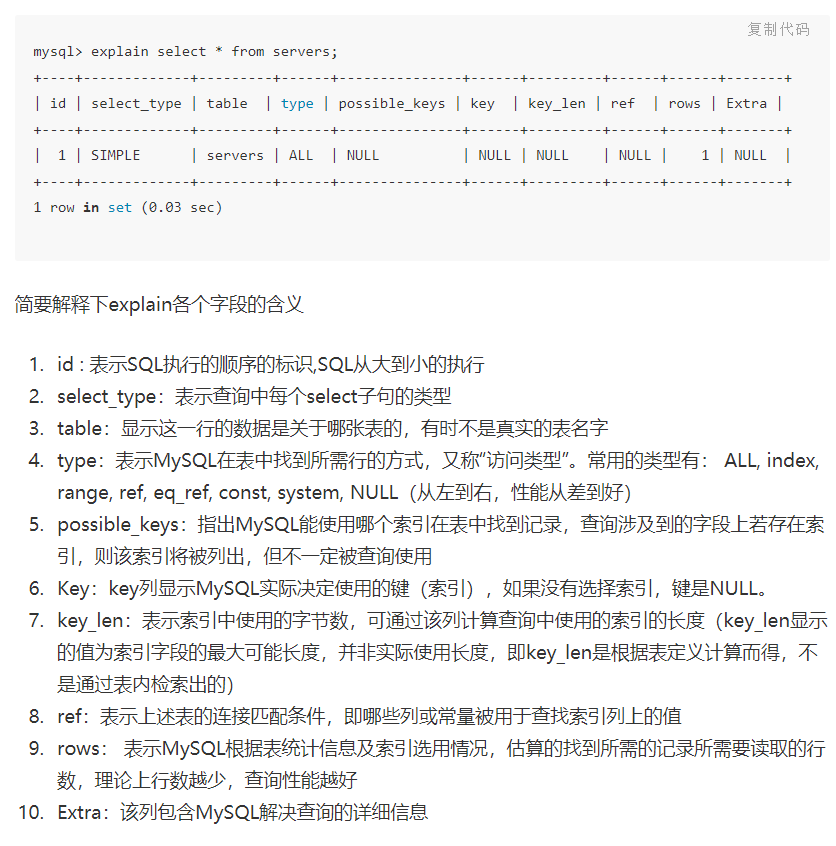 复制代码
mysql> explain select * from servers;
+----+-------------+---------+------+---------------+------+---------+------+------+-------+
| id | select_type | table   | type | possible_keys | key  | key_len | ref  | rows | Extra |
+----+-------------+---------+------+---------------+------+---------+------+------+-------+
|  1 | SIMPLE      | servers | ALL  | NULL          | NULL | NULL    | NULL |    1 | NULL  |
+----+-------------+---------+------+---------------+------+---------+------+------+-------+
1 row in set (0.03 sec)
简要解释下explain各个字段的含义
1. id : 表示SQL执行的顺序的标识,SQL从大到小的执行
2. select_type：表示查询中每个select子句的类型
3. table：显示这一行的数据是关于哪张表的，有时不是真实的表名字
4. type：表示MySQL在表中找到所需行的方式，又称“访问类型”。常用的类型有： ALL, index,
range, ref, eq_ref, const, system, NULL（从左到右，性能从差到好）
5. possible_keys：指出MySQL能使用哪个索引在表中找到记录，查询涉及到的字段上若存在索
引，则该索引将被列出，但不一定被查询使用
6. Key：key列显示MySQL实际决定使用的键（索引），如果没有选择索引，键是NULL。
7. key_len：表示索引中使用的字节数，可通过该列计算查询中使用的索引的长度（key_len显示
的值为索引字段的最大可能长度，并非实际使用长度，即key_len是根据表定义计算而得，不
是通过表内检索出的）
8. ref：表示上述表的连接匹配条件，即哪些列或常量被用于查找索引列上的值
9. rows： 表示MySQL根据表统计信息及索引选用情况，估算的找到所需的记录所需要读取的行
数，理论上行数越少，查询性能越好
10. Extra：该列包含MySQL解决查询的详细信息